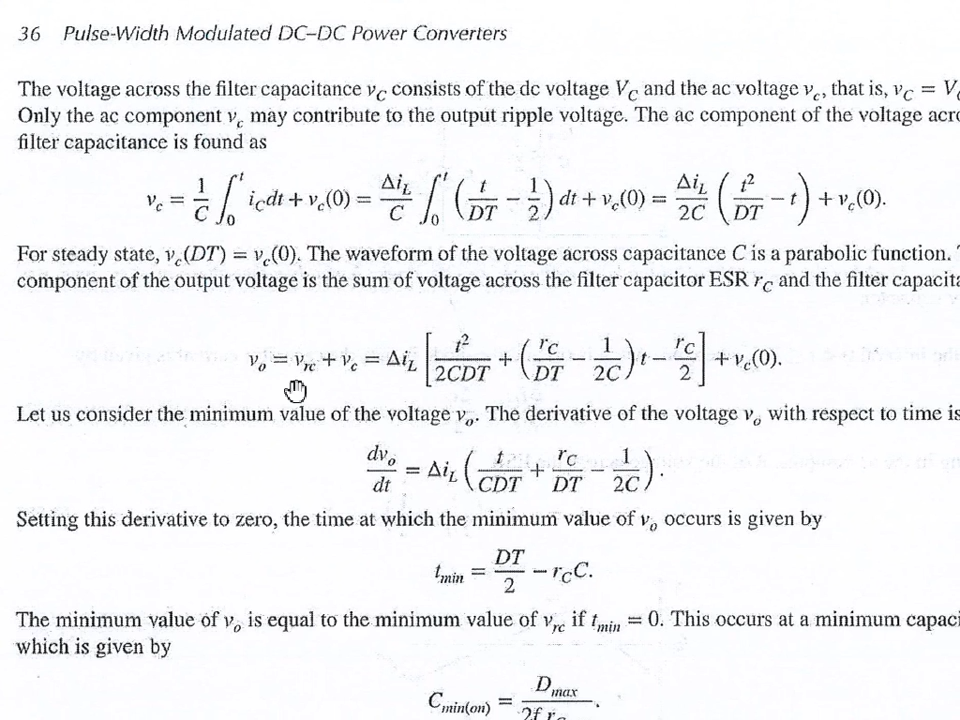 36 Pulse-Width Modulated DC–DC Power Converters
The voltage across the filter capacitance v_C consists of the dc voltage V_C and the ac voltage v_c, that is, v_C =
Only the ac component v_c may contribute to the output ripple voltage. The ac component of the voltage
filter capacitance is found as
v_c = 1/C ∫_0^t i_C dt + v_c(0) = Δi_L/C ∫_0^t (t/DT − 1/2) dt + v_c(0) = Δi_L/2C (t²/DT − t) + v_c(0).
For steady state, v_c(DT) = v_c(0). The waveform of the voltage across capacitance C is a parabolic function.
component of the output voltage is the sum of voltage across the filter capacitor ESR r_C and the filter
v_o = v_rc + v_c = Δi_L [t²/2CDT + (r_C/DT − 1/2C)t − r_C/2] + v_c(0).
Let us consider the minimum value of the voltage v_o. The derivative of the voltage v_o with respect to time is
dv_o/dt = Δi_L (t/CDT + r_C/DT − 1/2C).
Setting this derivative to zero, the time at which the minimum value of v_o occurs is given by
t_min = DT/2 − r_C C.
The minimum value of v_o is equal to the minimum value of v_rc if t_min = 0. This occurs at a minimum
which is given by
C_min(on) = D_max/2f r_C.